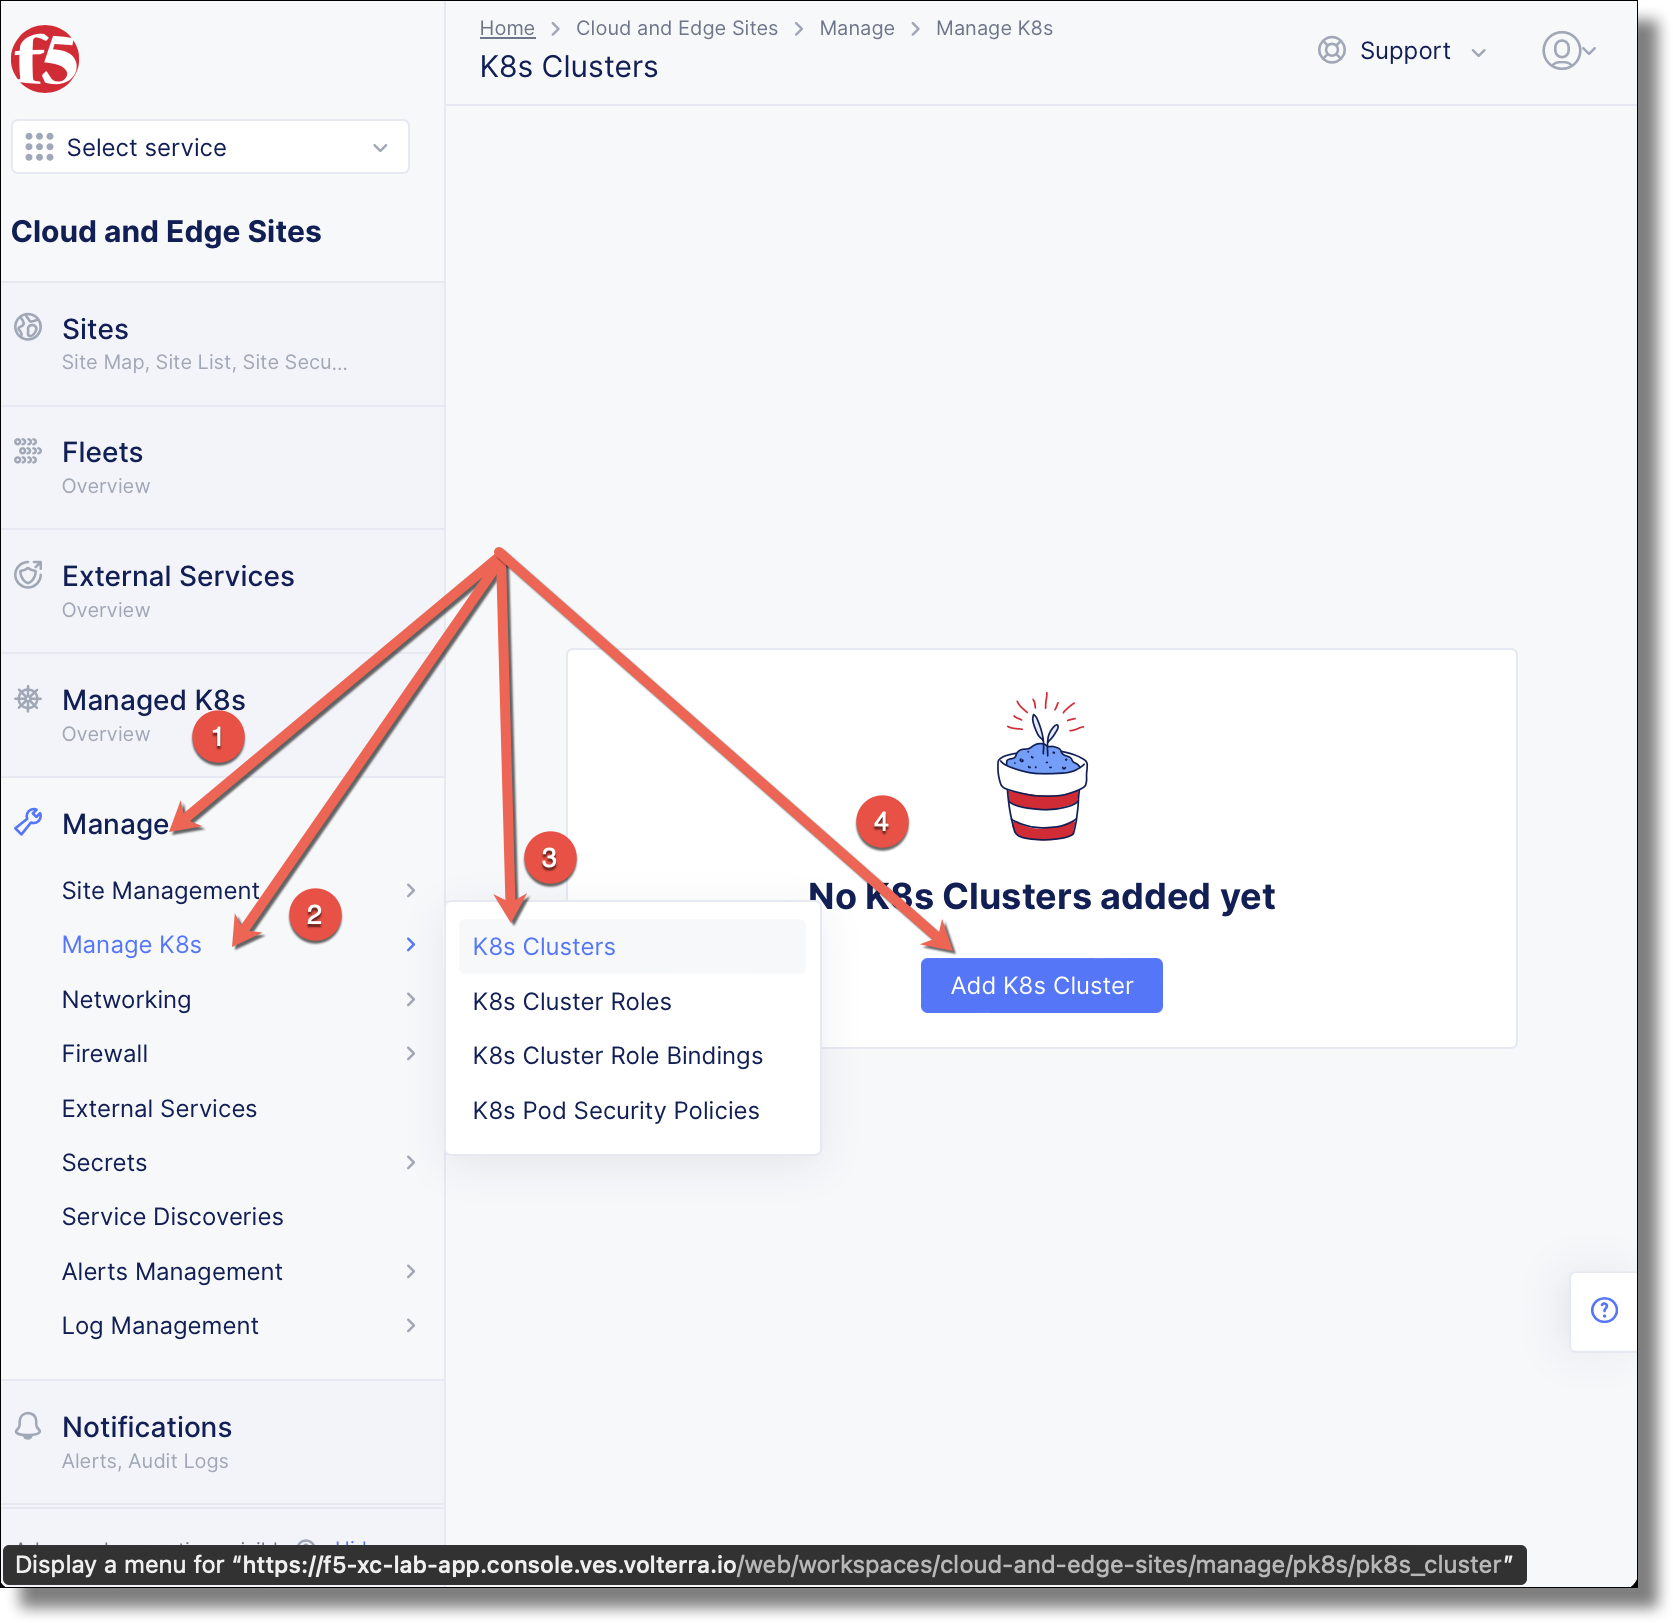 f5
Home > Cloud and Edge Sites > Manage > Manage K8s
K8s Clusters
Support
Select service
Cloud and Edge Sites
Sites
Site Map, Site List, Site Secu...
Fleets
Overview
External Services
Overview
Managed K8s
Overview
1
Manage
Site Management
2
Manage K8s
Networking
Firewall
External Services
Secrets
Service Discoveries
Alerts Management
Log Management
Notifications
Alerts, Audit Logs
3
K8s Clusters
K8s Cluster Roles
K8s Cluster Role Bindings
K8s Pod Security Policies
4
No K8s Clusters added yet
Add K8s Cluster
?
Display a menu for “https://f5-xc-lab-app.console.ves.volterra.io/web/workspaces/cloud-and-edge-sites/manage/pk8s/pk8s_cluster”